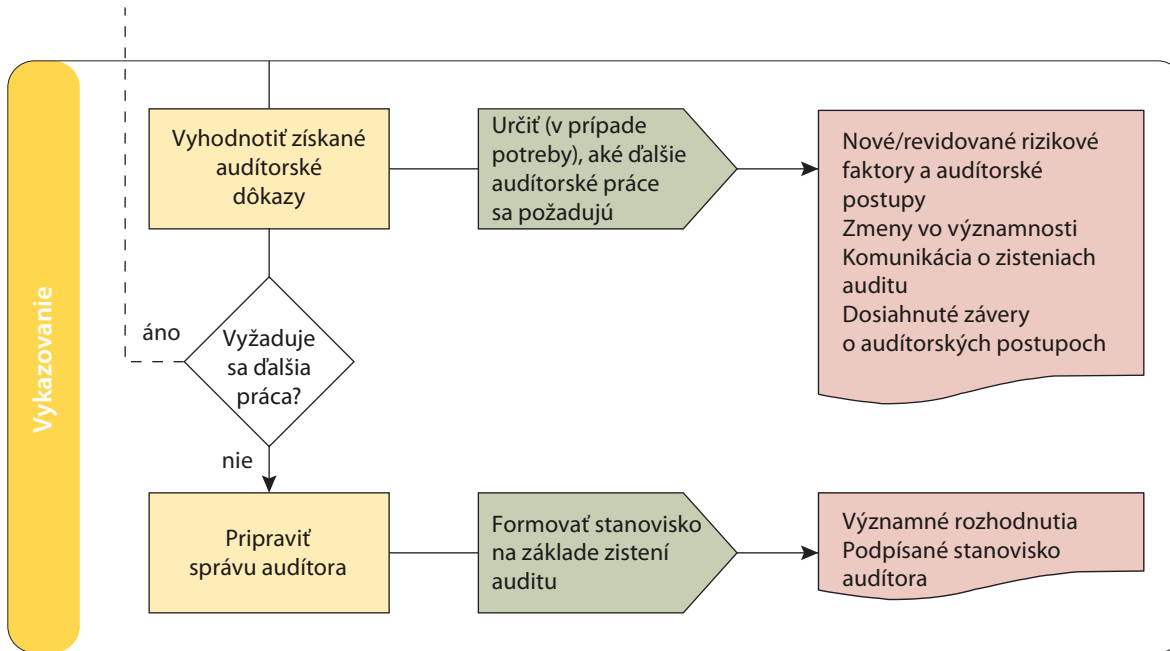 Vykazovanie
Vyhodnotiť získané
audítorské
dôkazy
Určiť (v prípade
potreby), aké ďalšie
audítorské práce
sa požadujú
Nové/revidované rizikové
faktory a audítorské
postupy
Zmeny vo významnosti
Komunikácia o zisteniach
auditu
Dosiahnuté závery
o audítorských postupoch
áno
Vyžaduje
sa ďalšia
práca?
nie
Pripraviť
správu audítora
Formovať stanovisko
na základe zistení
auditu
Významné rozhodnutia
Podpísané stanovisko
audítora